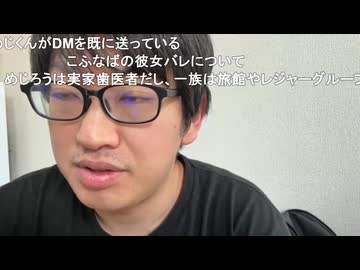 めじくんがDMを既に送っている
こふなばの彼女バレについて
めじろうは実家歯医者だし、一族は旅館やレジャーグルー